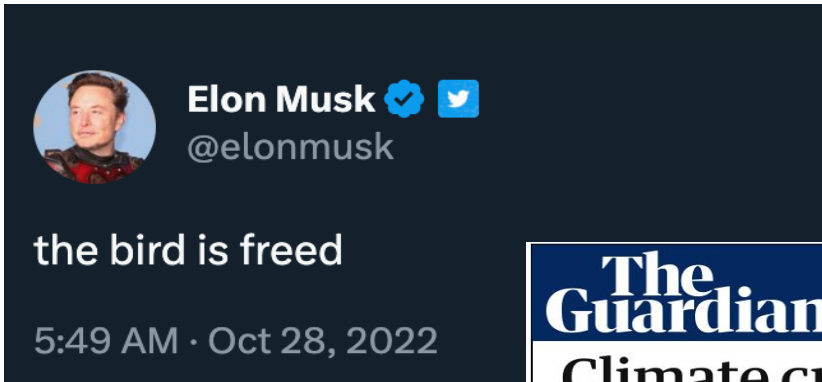 Elon Musk
@elonmusk
the bird is freed
5:49 AM · Oct 28, 2022
The
Guardian
Climate